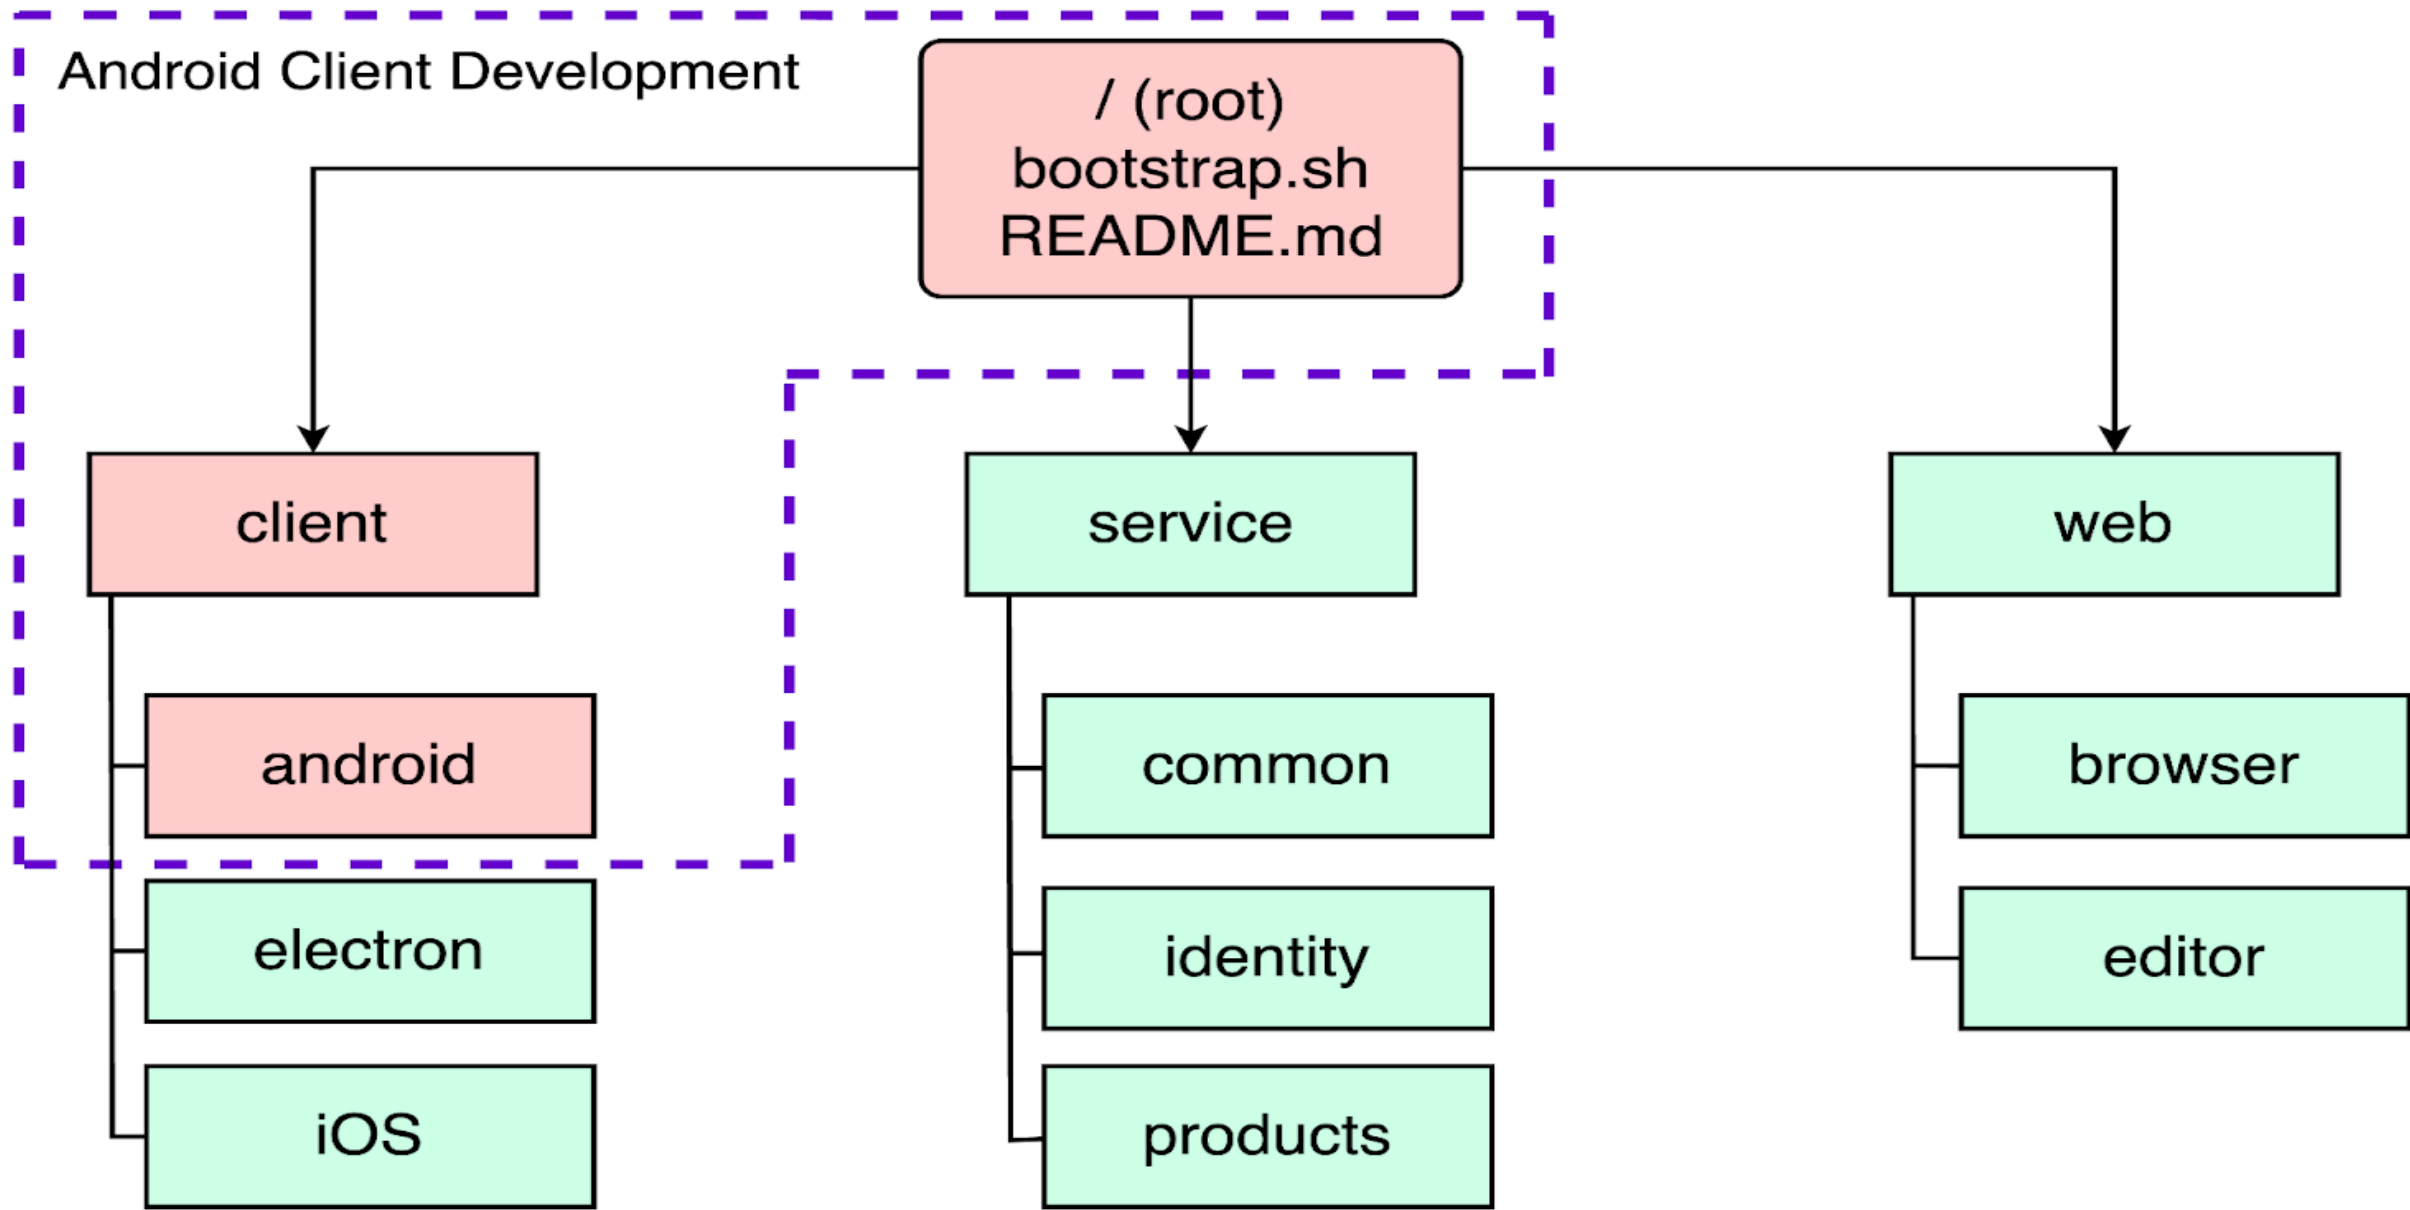 Android Client Development
/ (root)
bootstrap.sh
README.md
client
service
web
android
common
browser
electron
identity
editor
iOS
products